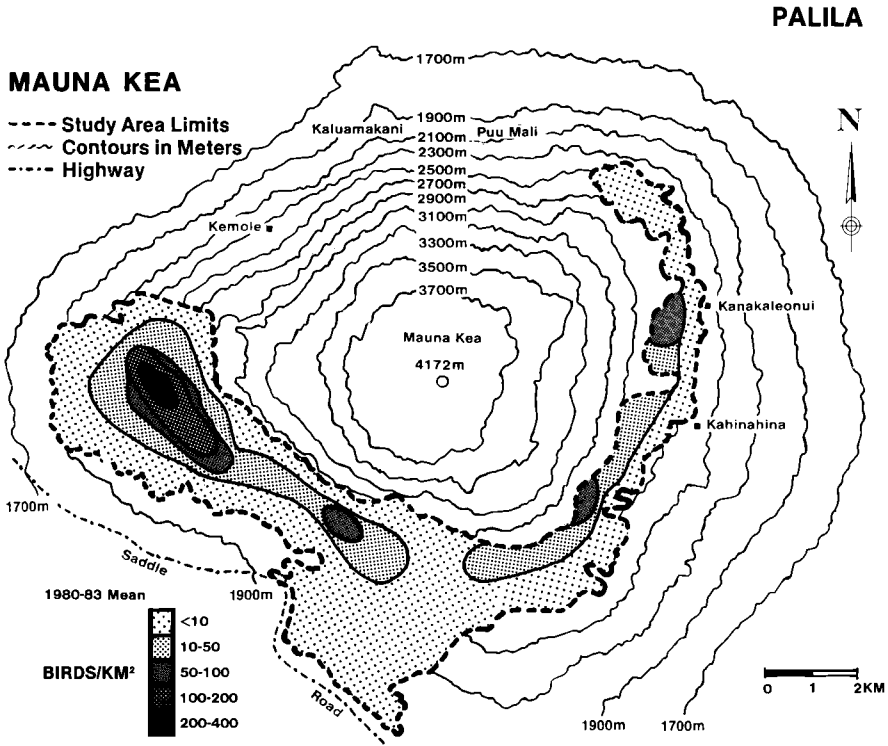 PALILA
MAUNA KEA
Study Area Limits
Contours in Meters
Highway
N
1700m
1900m
Kaluamakani
Puu Mali
2100m
2300m
2500m
2700m
2900m
3100m
Kemole
3300m
3500m
3700m
Kanakaleonui
Mauna Kea
4172m
Kahinahina
1700m
Saddle
1900m
1980-83 Mean
<10
10-50
BIRDS/KM²
50-100
100-200
200-400
Road
0 1 2KM
1900m
1700m